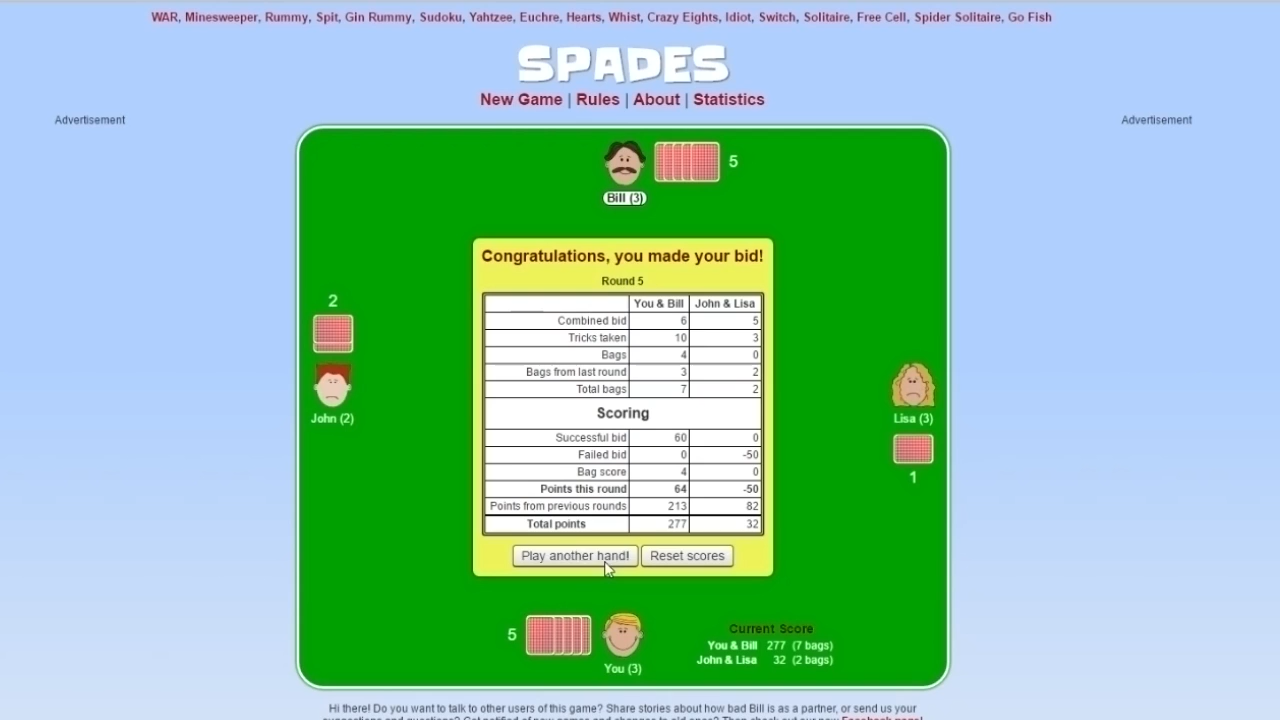 WAR, Minesweeper, Rummy, Spit, Gin Rummy, Sudoku, Yahtzee, Euchre, Hearts, Whist, Crazy Eights, Idiot, Switch, Solitaire, Free Cell, Spider Solitaire, Go Fish
SPADES
New Game | Rules | About | Statistics
Advertisement
Advertisement
5
Bill (3)
Congratulations, you made your bid!
Round 5
You & Bill John & Lisa
Combined bid 6 5
Tricks taken 10 3
Bags 4 0
Bags from last round 3 2
Total bags 7 2
Scoring
Successful bid 60 0
Failed bid 0 -50
Bag score 4 0
Points this round 64 -50
Points from previous rounds 213 82
Total points 277 32
Play another hand! Reset scores
2
John (2)
Lisa (3)
1
5
You (3)
Current Score
You & Bill 277 (7 bags)
John & Lisa 32 (2 bags)
Hi there! Do you want to talk to other users of this game? Share stories about how bad Bill is as a partner, or send us your